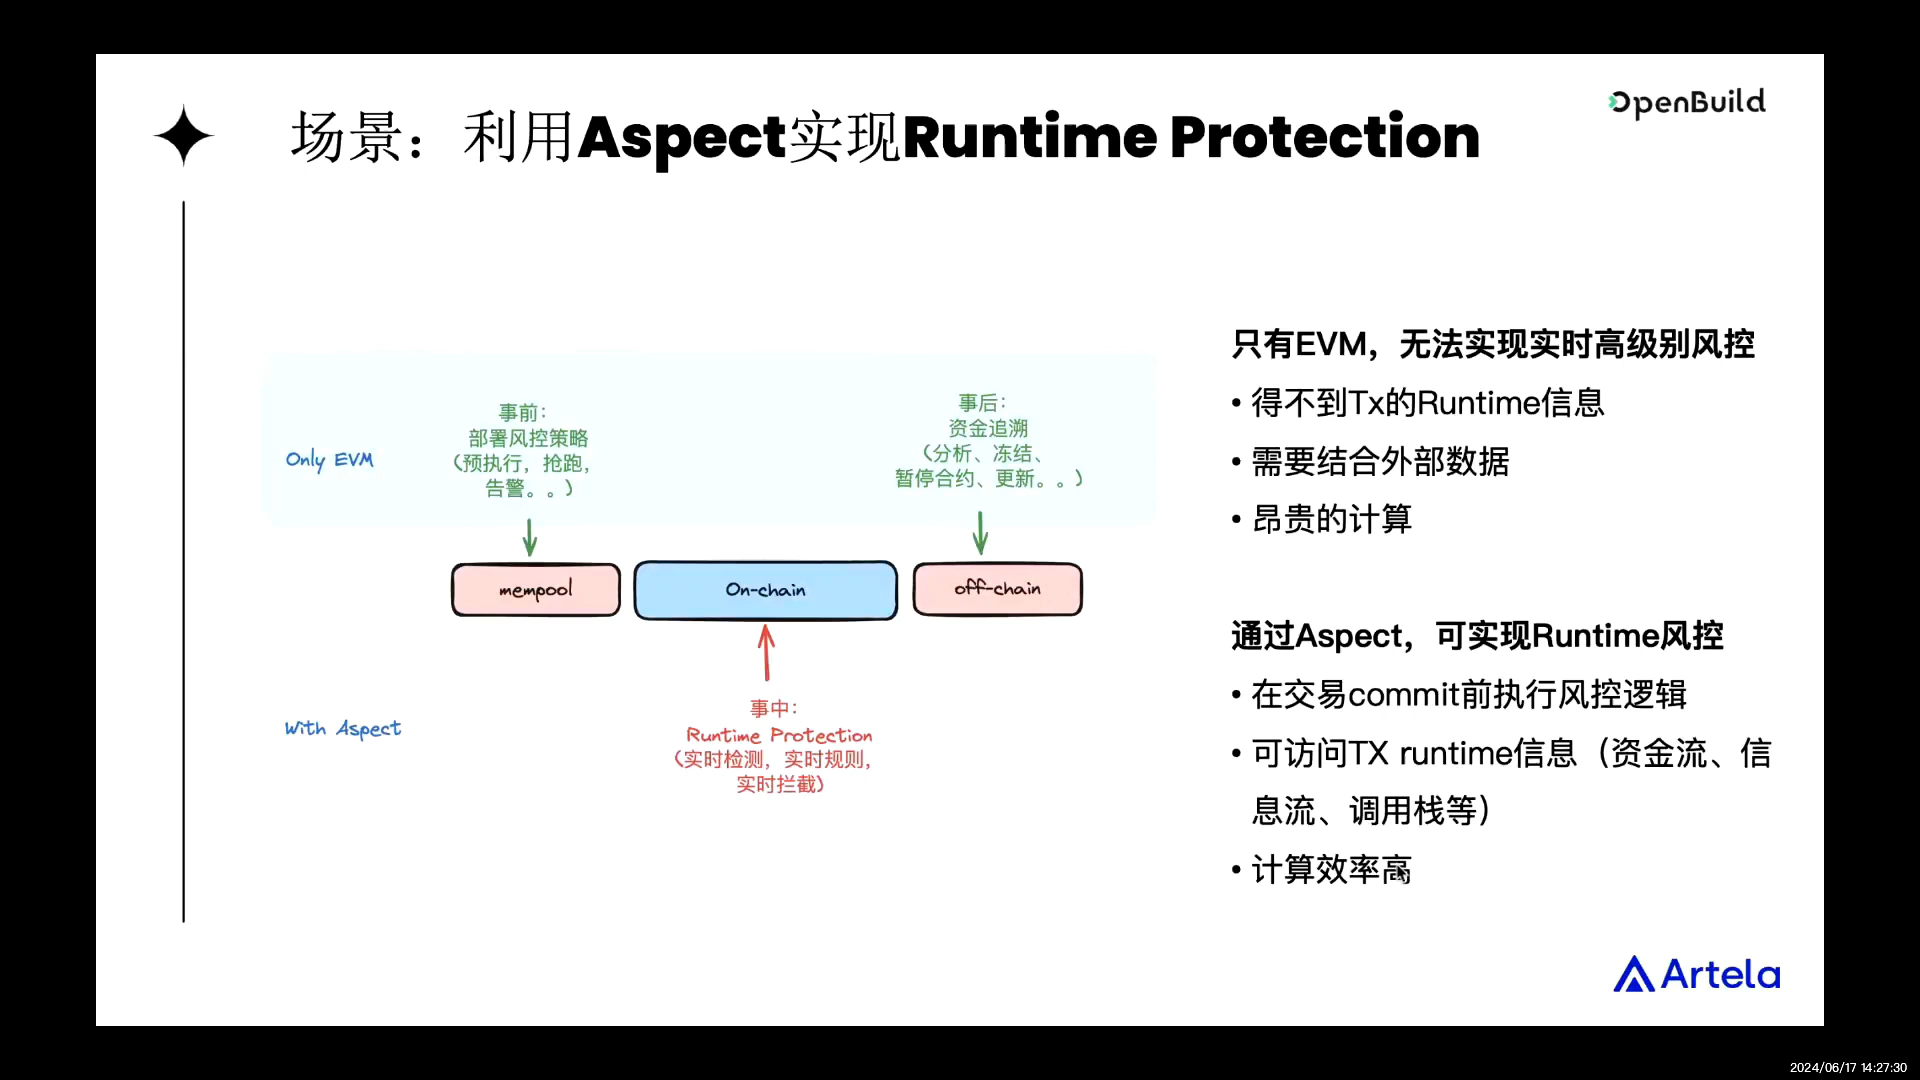 场景：利用Aspect实现Runtime Protection
OpenBuild
Only EVM
事前：
部署风控策略
（预执行，抢跑，
告警。。）
事后：
资金追溯
（分析、冻结、
暂停合约、更新。。）
mempool
On-chain
off-chain
With Aspect
事中：
Runtime Protection
（实时检测，实时规则，
实时拦截）
只有EVM，无法实现实时高级别风控
• 得不到Tx的Runtime信息
• 需要结合外部数据
• 昂贵的计算
通过Aspect，可实现Runtime风控
• 在交易commit前执行风控逻辑
• 可访问TX runtime信息（资金流、信
息流、调用栈等）
• 计算效率高
Artela
2024/06/17 14:27:30